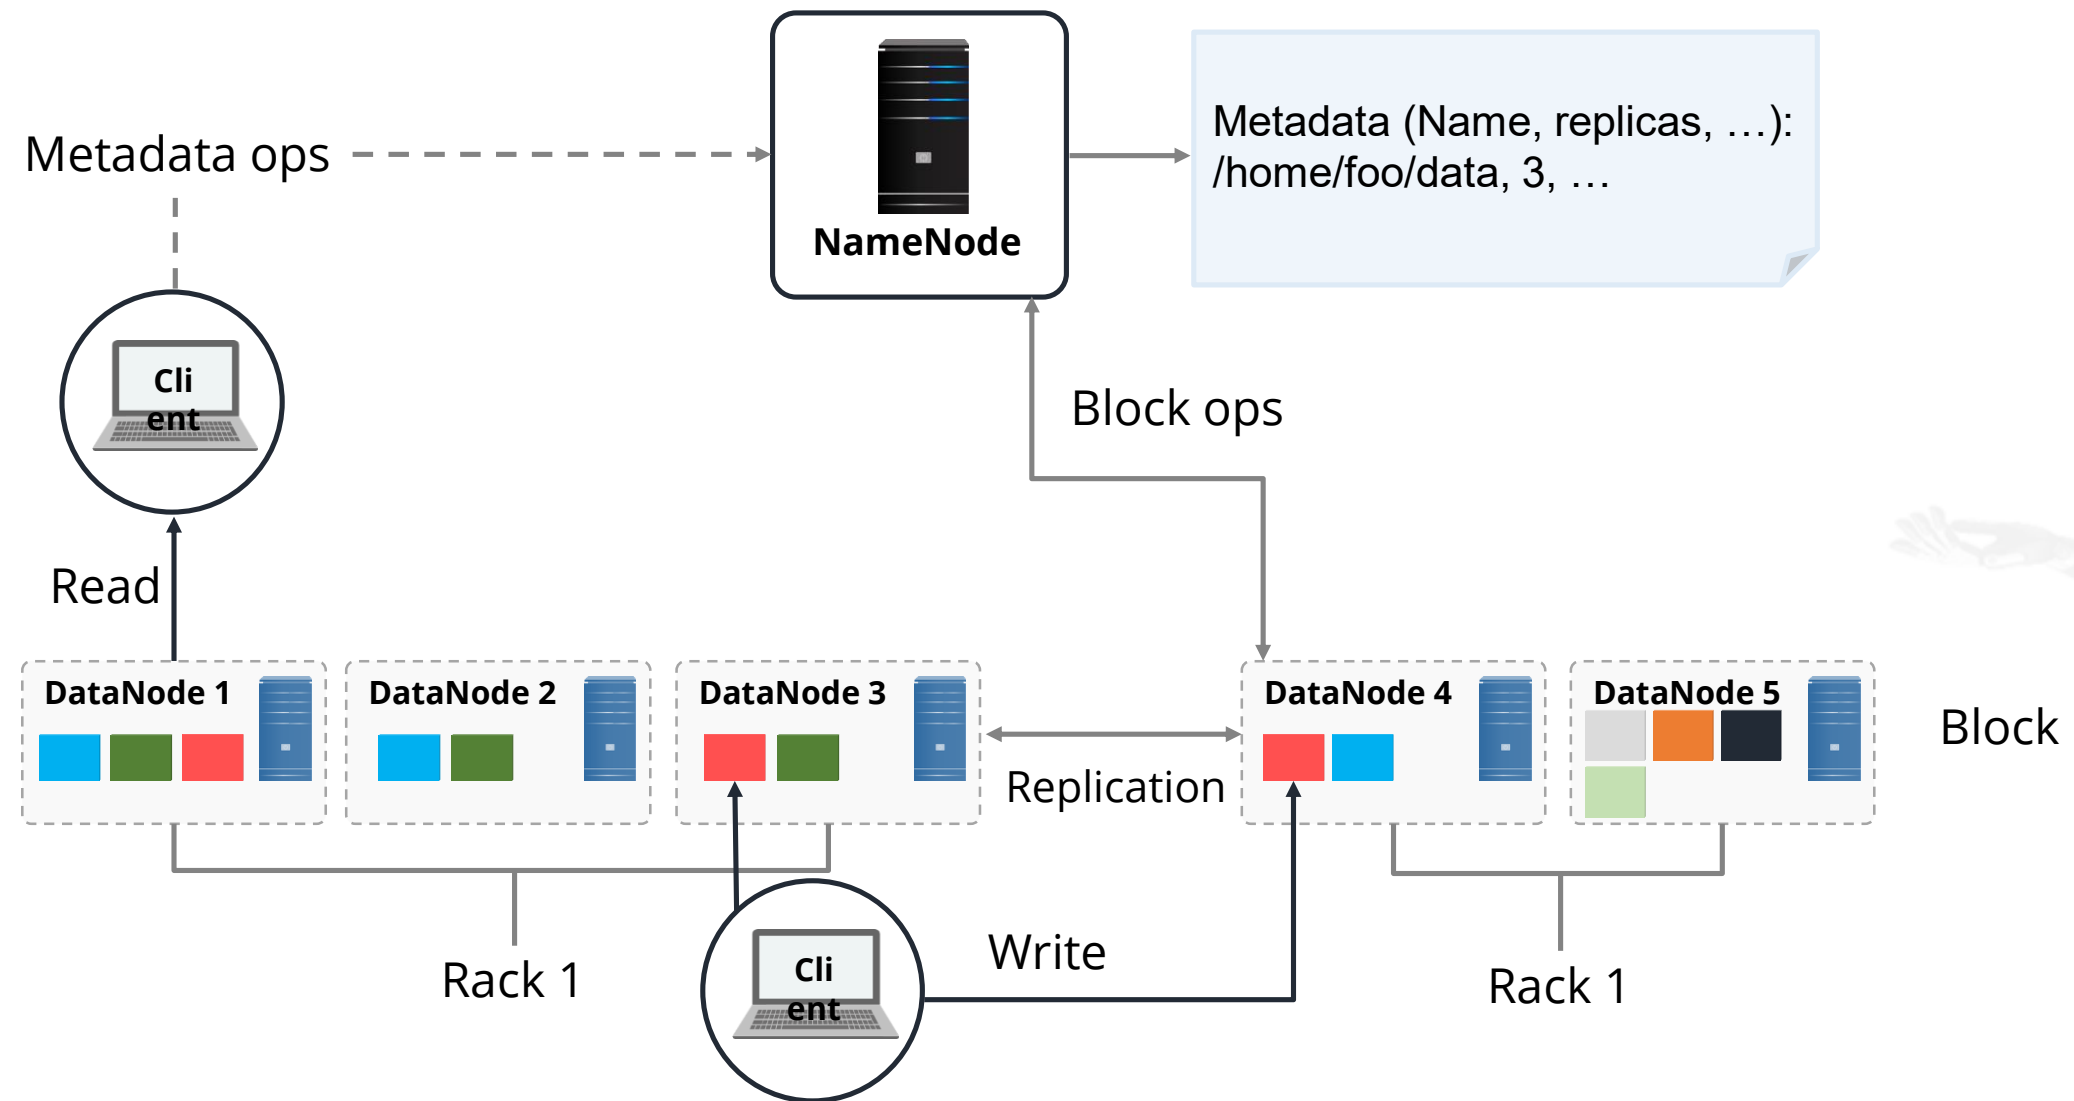 Metadata (Name, replicas, …):
/home/foo/data, 3, …
Metadata ops
NameNode
Cli
ent
Block ops
Read
DataNode 1
DataNode 2
DataNode 3
DataNode 4
DataNode 5
Block
Replication
Write
Rack 1
Cli
ent
Rack 1